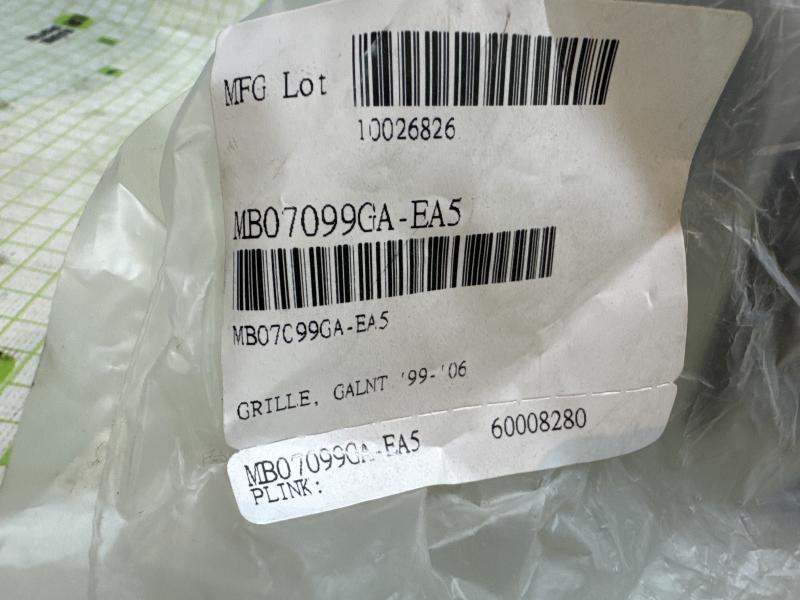 MFG Lot
10026826
MB07099GA-EA5
MB07099GA-EA5
GRILLE, GALNT '99-'06
MB07099GA-EA5 60008280
PLINK: